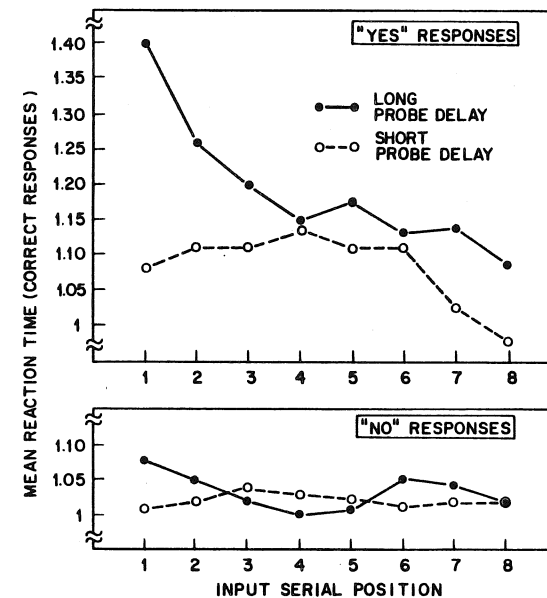 "YES" RESPONSES
1.40
1.35
1.30
1.25
1.20
1.15
1.10
1.05
1
LONG
PROBE DELAY
SHORT
PROBE DELAY
1 2 3 4 5 6 7 8
MEAN REACTION TIME (CORRECT RESPONSES)
"NO" RESPONSES
1.10
1.05
1
1 2 3 4 5 6 7 8
INPUT SERIAL POSITION